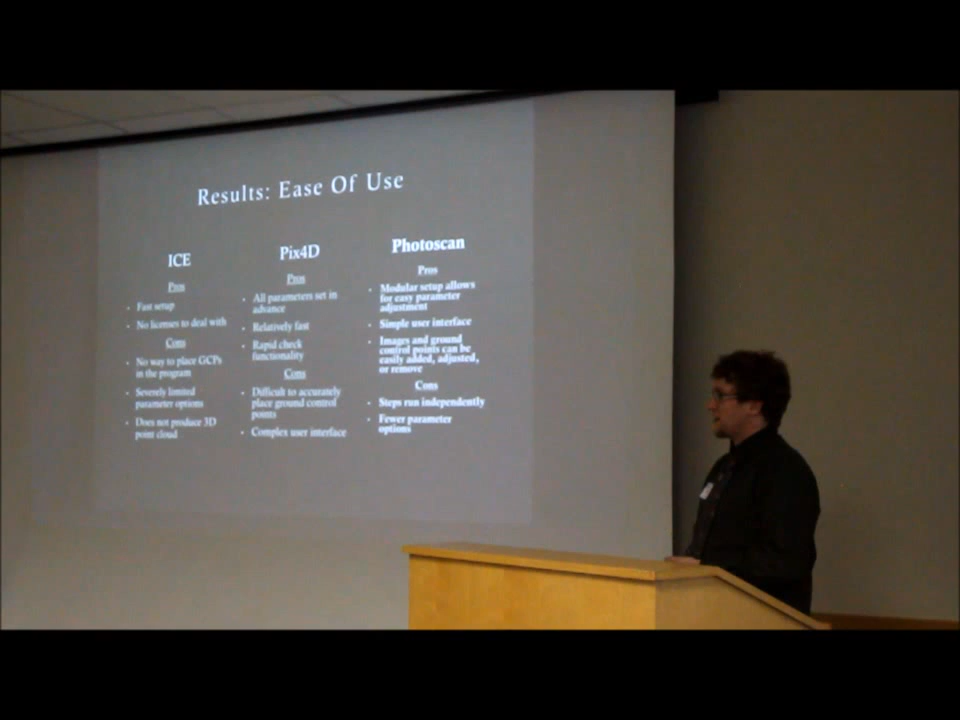 Results: Ease Of Use
ICE
Pros
• Fast setup
• No licenses to deal with
Cons
• No way to place GCPs
in the program
• Severely limited
parameter options
• Does not produce 3D
point cloud
Pix4D
Pros
• All parameters set in
advance
• Relatively fast
• Rapid check
functionality
Cons
• Difficult to accurately
place ground control
points
• Complex user interface
Photoscan
Pros
• Modular setup allows
for easy parameter
adjustment
• Simple user interface
• Images and ground
control points can be
easily added, adjusted,
or remove
Cons
• Steps run independently
• Fewer parameter
options